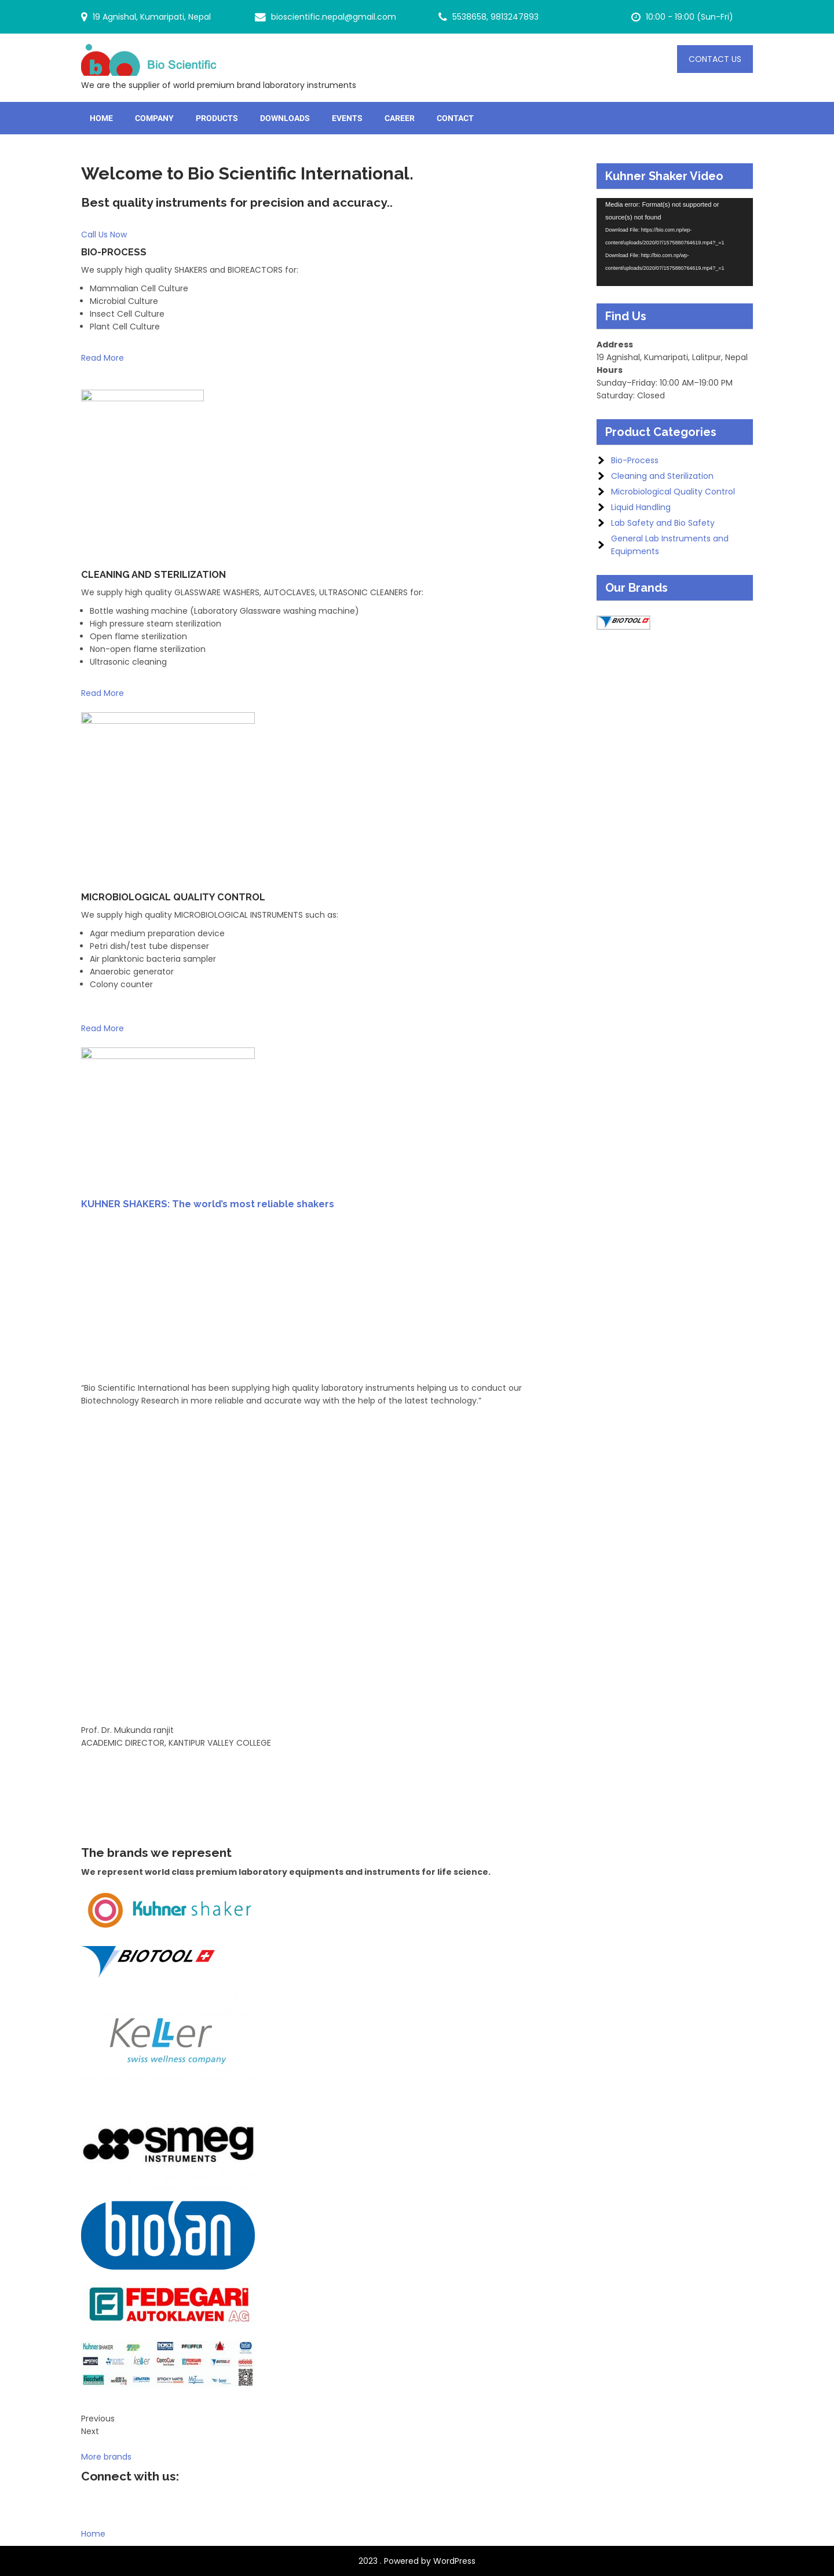 19 Agnishal, Kumaripati, Nepal
bioscientific.nepal@gmail.com
5538658, 9813247893
10:00 - 19:00 (Sun-Fri)
bio Bio Scientific
We are the supplier of world premium brand laboratory instruments
CONTACT US
HOME COMPANY PRODUCTS DOWNLOADS EVENTS CAREER CONTACT
Welcome to Bio Scientific International.
Best quality instruments for precision and accuracy..
Call Us Now
BIO-PROCESS
We supply high quality SHAKERS and BIOREACTORS for:
Mammalian Cell Culture
Microbial Culture
Insect Cell Culture
Plant Cell Culture
Read More
CLEANING AND STERILIZATION
We supply high quality GLASSWARE WASHERS, AUTOCLAVES, ULTRASONIC CLEANERS for:
Bottle washing machine (Laboratory Glassware washing machine)
High pressure steam sterilization
Open flame sterilization
Non-open flame sterilization
Ultrasonic cleaning
Read More
MICROBIOLOGICAL QUALITY CONTROL
We supply high quality MICROBIOLOGICAL INSTRUMENTS such as:
Agar medium preparation device
Petri dish/test tube dispenser
Air planktonic bacteria sampler
Anaerobic generator
Colony counter
Read More
KUHNER SHAKERS: The world's most reliable shakers
“Bio Scientific International has been supplying high quality laboratory instruments helping us to conduct our
Biotechnology Research in more reliable and accurate way with the help of the latest technology.”
Prof. Dr. Mukunda ranjit
ACADEMIC DIRECTOR, KANTIPUR VALLEY COLLEGE
The brands we represent
We represent world class premium laboratory equipments and instruments for life science.
Kuhner shaker
BIOTOOL
Keller
swiss wellness company
smeg
INSTRUMENTS
biosan
FEDEGARI
AUTOKLAVEN AG
Previous
Next
More brands
Connect with us:
Home
Kuhner Shaker Video
Media error: Format(s) not supported or
source(s) not found
Download File: https://bio.com.np/wp-
content/uploads/2020/07/1575880764619.mp4?_=1
Download File: http://bio.com.np/wp-
content/uploads/2020/07/1575880764619.mp4?_=1
Find Us
Address
19 Agnishal, Kumaripati, Lalitpur, Nepal
Hours
Sunday–Friday: 10:00 AM–19:00 PM
Saturday: Closed
Product Categories
Bio-Process
Cleaning and Sterilization
Microbiological Quality Control
Liquid Handling
Lab Safety and Bio Safety
General Lab Instruments and
Equipments
Our Brands
BIOTOOL
2023 . Powered by WordPress